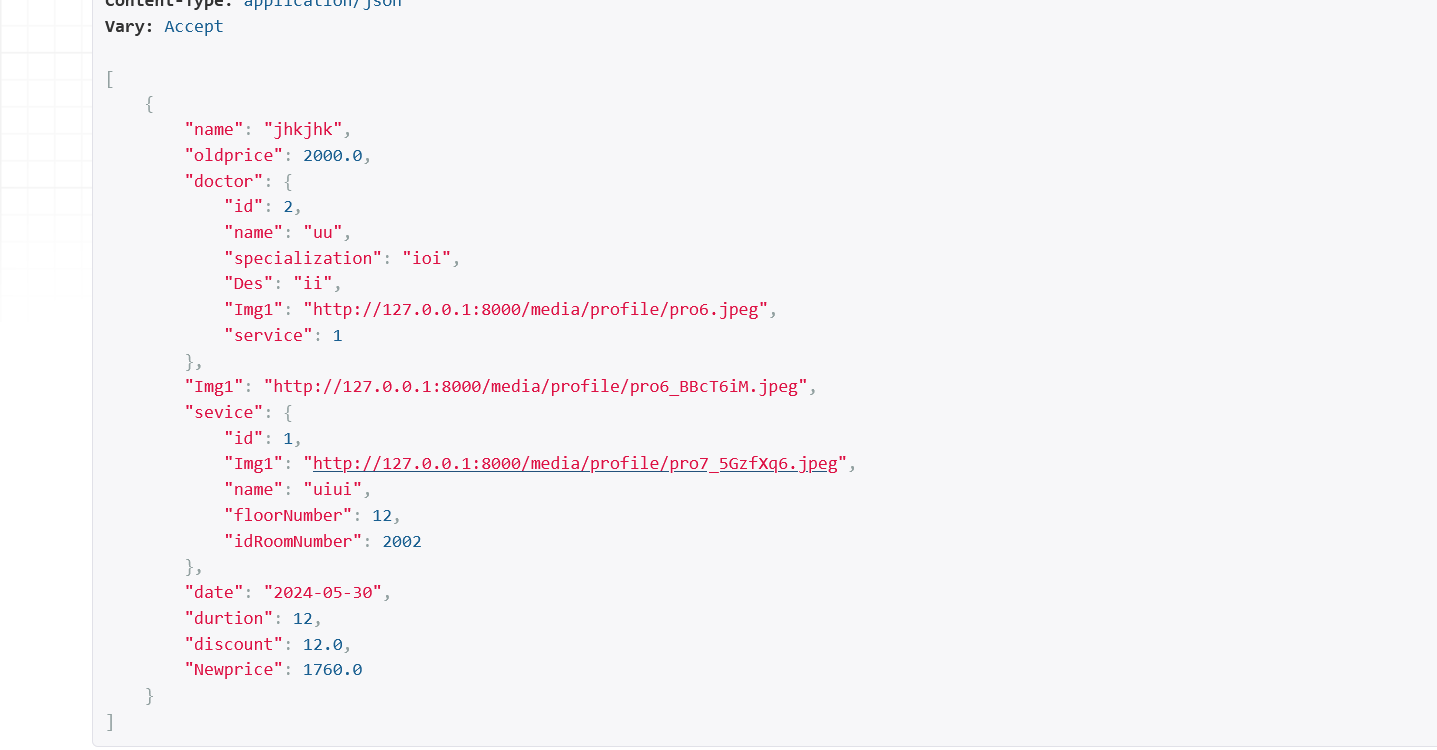 Content-Type: application/json
Vary: Accept
[
{
"name": "jhkjhk",
"oldprice": 2000.0,
"doctor": {
"id": 2,
"name": "uu",
"specialization": "ioi",
"Des": "ii",
"Img1": "http://127.0.0.1:8000/media/profile/pro6.jpeg",
"service": 1
},
"Img1": "http://127.0.0.1:8000/media/profile/pro6_BBcT6iM.jpeg",
"sevice": {
"id": 1,
"Img1": "http://127.0.0.1:8000/media/profile/pro7_5GzfXq6.jpeg",
"name": "uiui",
"floorNumber": 12,
"idRoomNumber": 2002
},
"date": "2024-05-30",
"durtion": 12,
"discount": 12.0,
"Newprice": 1760.0
}
]